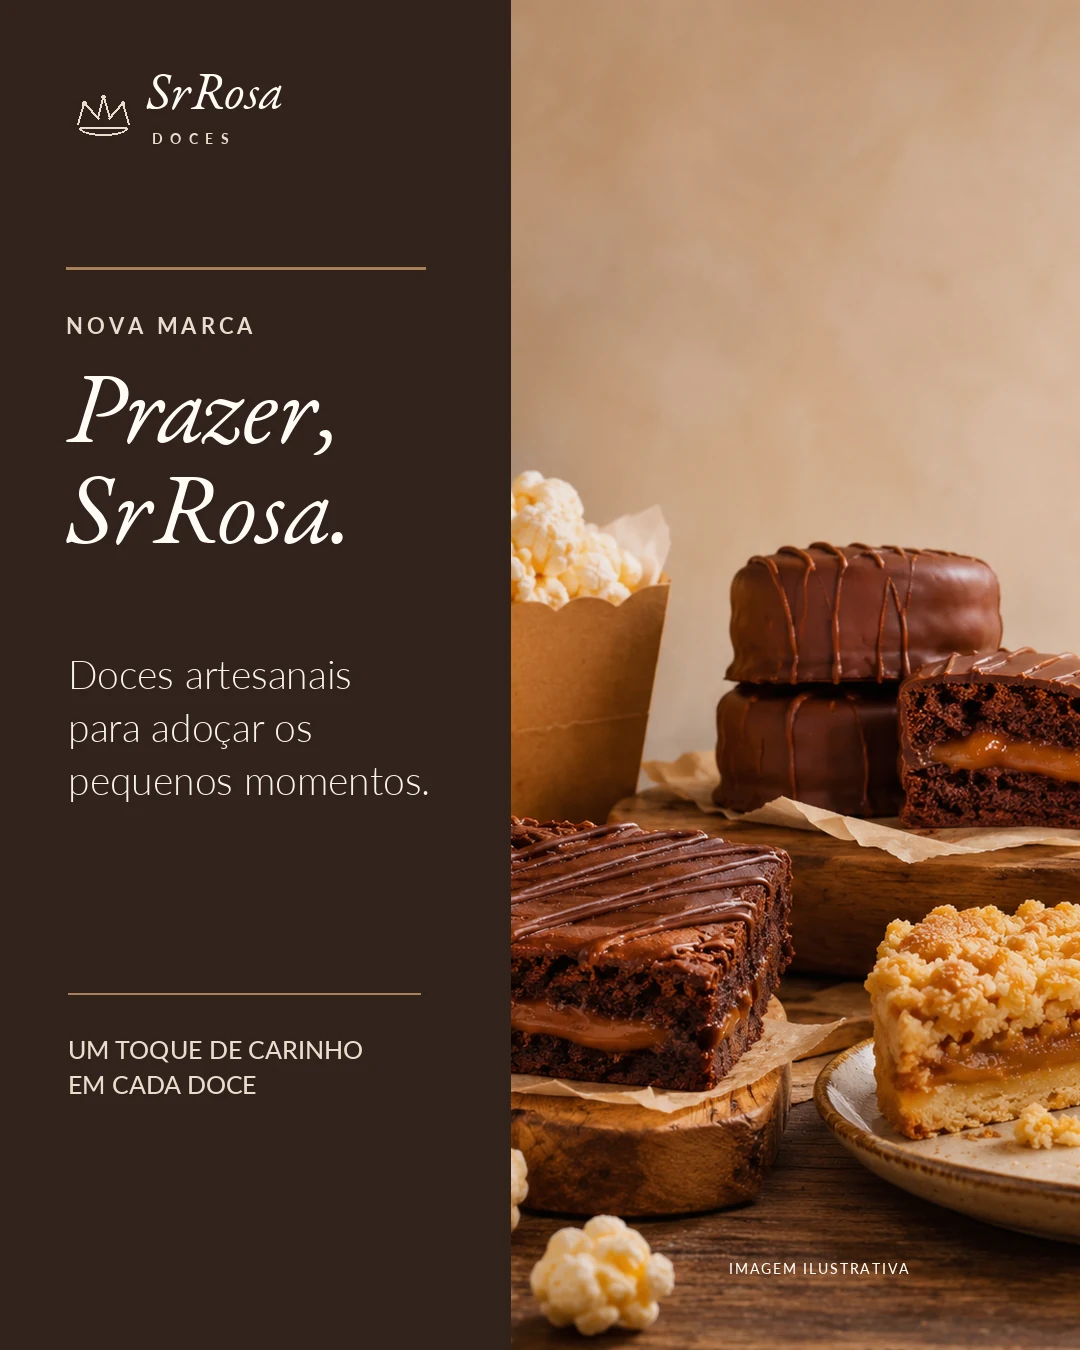 SrRosa
DOCES
NOVA MARCA
Prazer,
SrRosa.
Doces artesanais
para adoçar os
pequenos momentos.
UM TOQUE DE CARINHO
EM CADA DOCE
IMAGEM ILUSTRATIVA